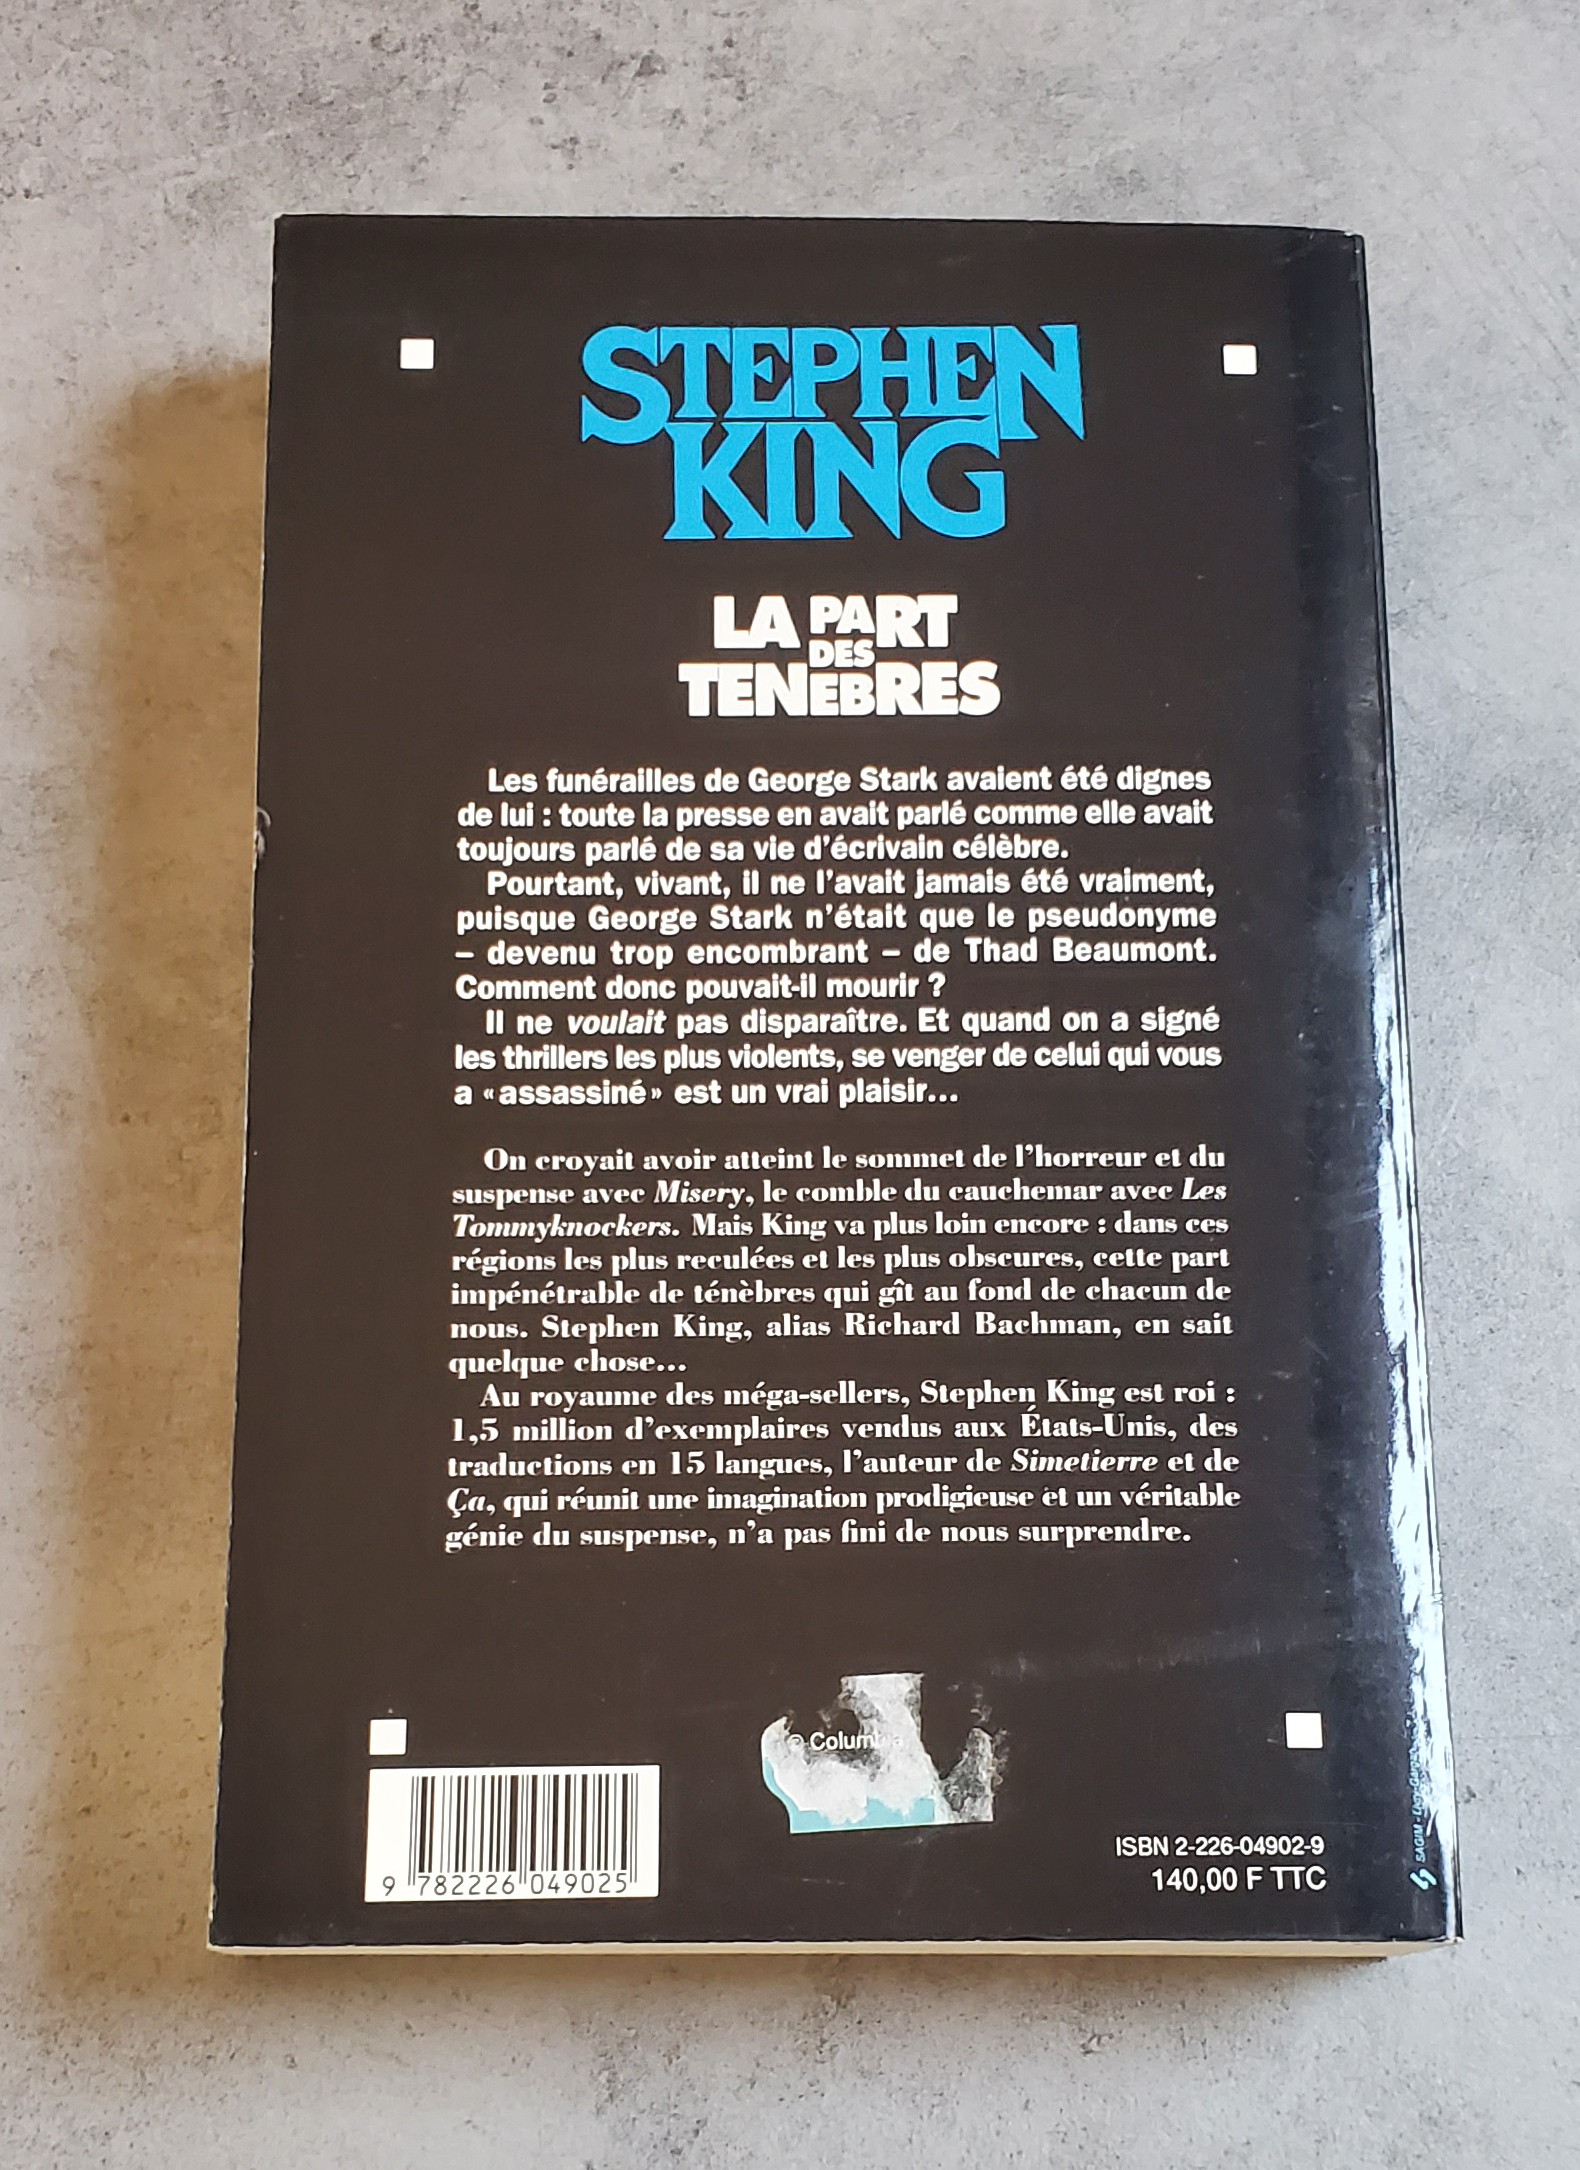 STEPHEN
KING
LA PART
DES
TENEBRES
Les funérailles de George Stark avaient été dignes
de lui : toute la presse en avait parlé comme elle avait
toujours parlé de sa vie d'écrivain célèbre.
Pourtant, vivant, il ne l'avait jamais été vraiment,
puisque George Stark n'était que le pseudonyme
– devenu trop encombrant – de Thad Beaumont.
Comment donc pouvait-il mourir ?
Il ne voulait pas disparaître. Et quand on a signé
les thrillers les plus violents, se venger de celui qui vous
a «assassiné» est un vrai plaisir...
On croyait avoir atteint le sommet de l'horreur et du
suspense avec Misery, le comble du cauchemar avec Les
Tommyknockers. Mais King va plus loin encore : dans ces
régions les plus reculées et les plus obscures, cette part
impénétrable de ténèbres qui gît au fond de chacun de
nous. Stephen King, alias Richard Bachman, en sait
quelque chose...
Au royaume des méga-sellers, Stephen King est roi :
1,5 million d'exemplaires vendus aux États-Unis, des
traductions en 15 langues, l'auteur de Simetierre et de
Ça, qui réunit une imagination prodigieuse et un véritable
génie du suspense, n'a pas fini de nous surprendre.
© Columbia
9 782226 049025
ISBN 2-226-04902-9
140,00 F TTC